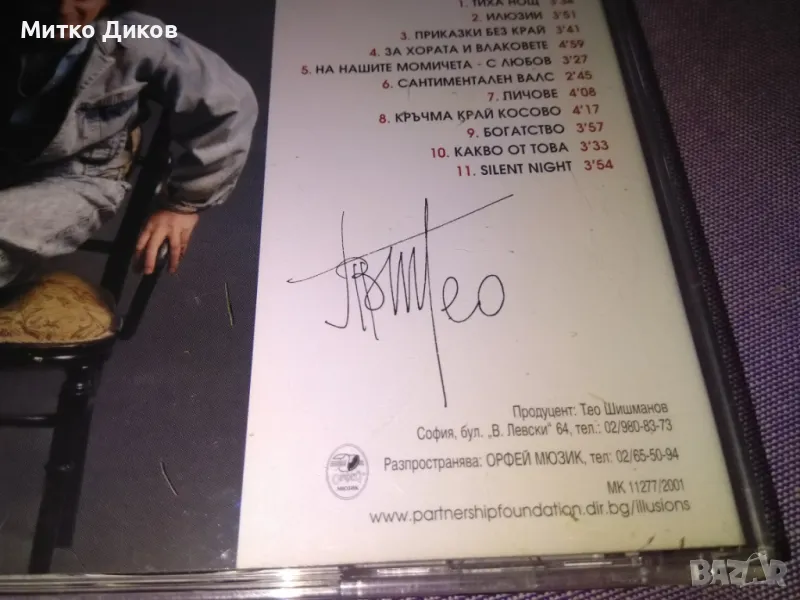 Митко Диков
1. ТИХА НОЩ 3'38
2. ИЛЮЗИИ 3'51
3. ПРИКАЗКИ БЕЗ КРАЙ 3'41
4. ЗА ХОРАТА И ВЛАКОВЕТЕ 4'59
5. НА НАШИТЕ МОМИЧЕТА - С ЛЮБОВ 3'27
6. САНТИМЕНТАЛЕН ВАЛС 2'45
7. ПИЧОВЕ 4'08
8. КРЪЧМА КРАЙ КОСОВО 4'17
9. БОГАТСТВО 3'57
10. КАКВО ОТ ТОВА 3'33
11. SILENT NIGHT 3'54
Продуцент: Тео Шишманов
София, бул. „В. Левски" 64, тел.: 02/980-83-73
Разпространява: ОРФЕЙ МЮЗИК, тел: 02/65-50-94
МК 11277/2001
www.partnershipfoundation.dir.bg/illusions
BAZAR